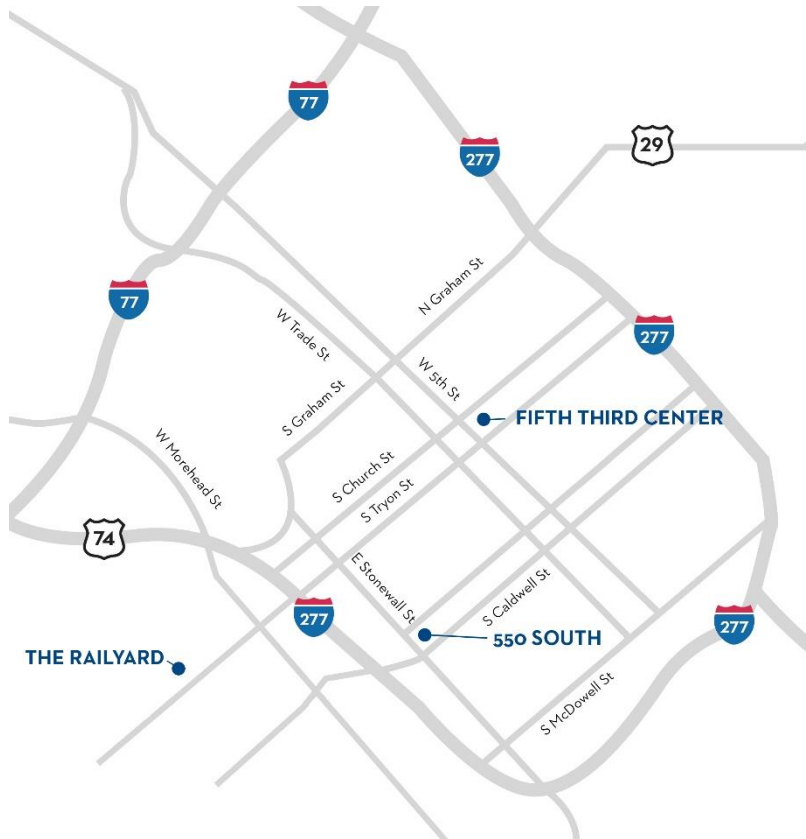 77
277
29
N Graham St
77
277
W Trade St
W 5th St
S Graham St
FIFTH THIRD CENTER
W Morehead St
S Church St
S Tryon St
74
E Stonewall St
S Caldwell St
277
277
550 SOUTH
THE RAILYARD
S McDowell St